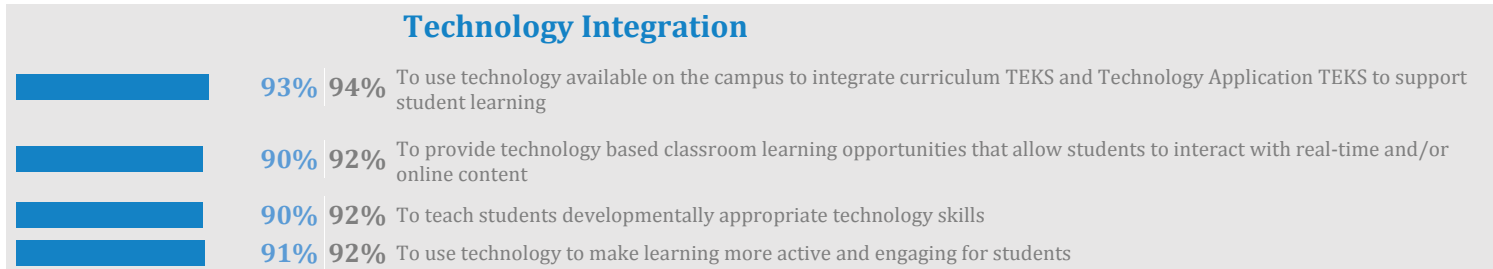 Technology Integration
93% 94% To use technology available on the campus to integrate curriculum TEKS and Technology Application TEKS to support
student learning
90% 92% To provide technology based classroom learning opportunities that allow students to interact with real-time and/or
online content
90% 92% To teach students developmentally appropriate technology skills
91% 92% To use technology to make learning more active and engaging for students